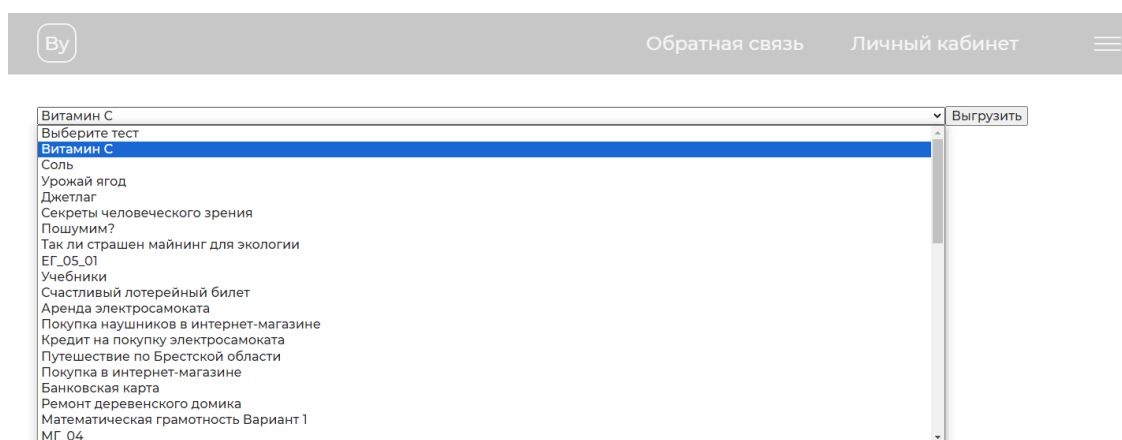 Ву
Обратная связь Личный кабинет
Витамин С Выгрузить
Выберите тест
Витамин С
Соль
Урожай ягод
Джетлаг
Секреты человеческого зрения
Пошумим?
Так ли страшен майнинг для экологии
ЕГ_05_01
Учебники
Счастливый лотерейный билет
Аренда электросамоката
Покупка наушников в интернет-магазине
Кредит на покупку электросамоката
Путешествие по Брестской области
Покупка в интернет-магазине
Банковская карта
Ремонт деревенского домика
Математическая грамотность Вариант 1
МГ_04